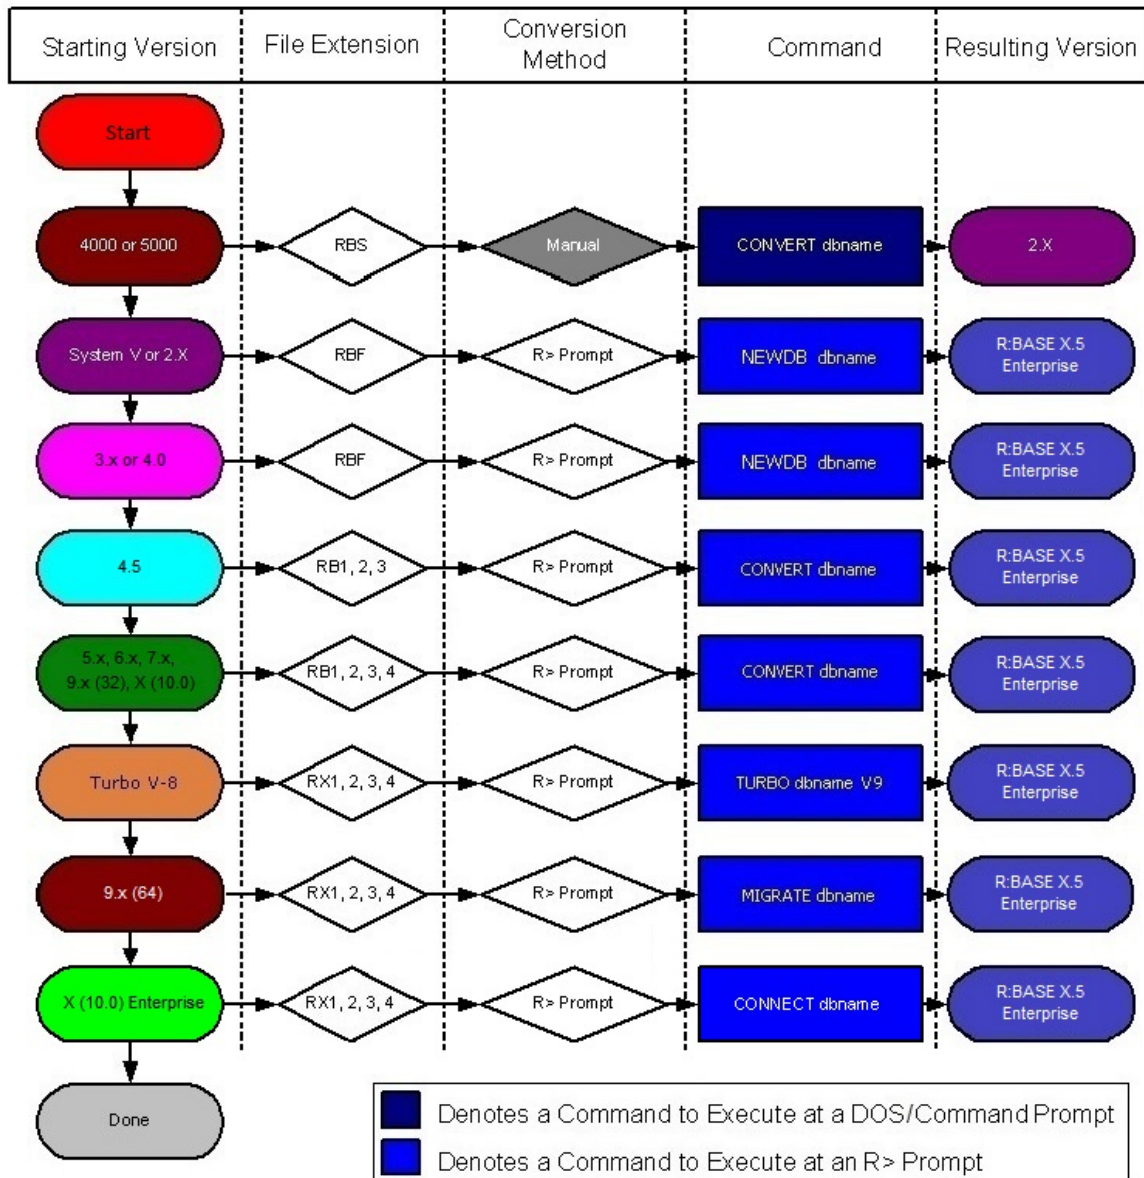 Starting Version
File Extension
Conversion
Method
Command
Resulting Version
Start
4000 or 5000
RBS
Manual
CONVERT dbname
2.X
System V or 2.X
RBF
R> Prompt
NEWDB dbname
R:BASE X.5
Enterprise
3.x or 4.0
RBF
R> Prompt
NEWDB dbname
R:BASE X.5
Enterprise
4.5
RB1, 2, 3
R> Prompt
CONVERT dbname
R:BASE X.5
Enterprise
5.x, 6.x, 7.x,
9.x (32), X (10.0)
RB1, 2, 3, 4
R> Prompt
CONVERT dbname
R:BASE X.5
Enterprise
Turbo V-8
RX1, 2, 3, 4
R> Prompt
TURBO dbname V9
R:BASE X.5
Enterprise
9.x (64)
RX1, 2, 3, 4
R> Prompt
MIGRATE dbname
R:BASE X.5
Enterprise
X (10.0) Enterprise
RX1, 2, 3, 4
R> Prompt
CONNECT dbname
R:BASE X.5
Enterprise
Done
Denotes a Command to Execute at a DOS/Command Prompt
Denotes a Command to Execute at an R> Prompt